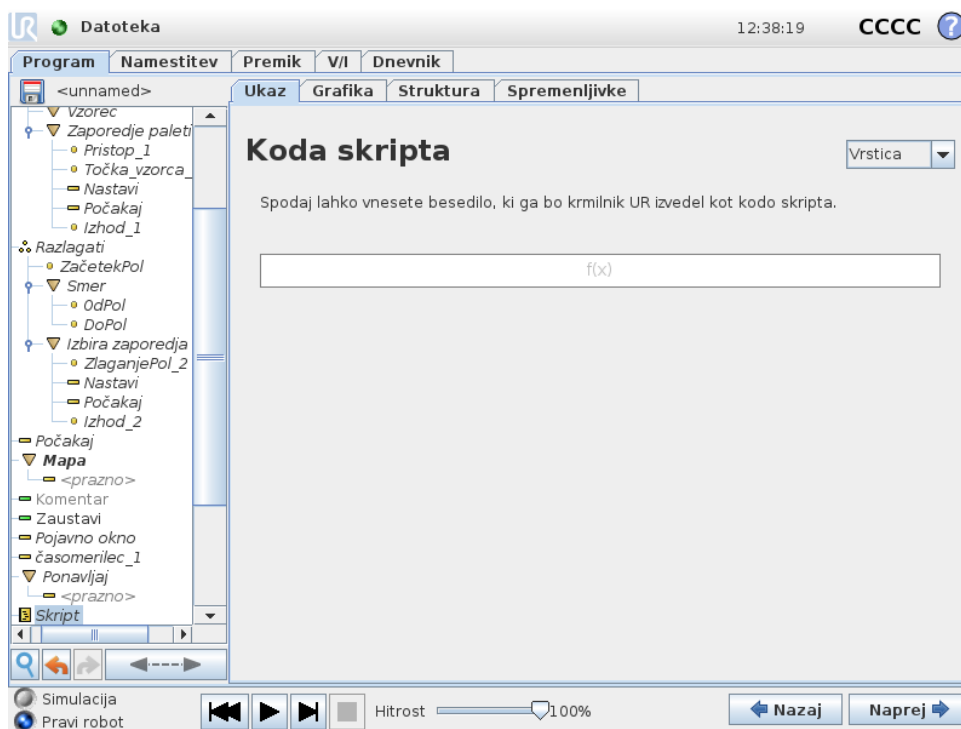 UR Datoteka 12:38:19 CCCC ?
Program Namestitev Premik V/I Dnevnik
<unnamed>
Ukaz Grafika Struktura Spremenljivke
Vzorec
Zaporedje paleti
Pristop_1
Točka_vzorca_
Nastavi
Počakaj
Izhod_1
Razlagati
ZačetekPol
Smer
OdPol
DoPol
Izbira zaporedja
ZlaganjePol_2
Nastavi
Počakaj
Izhod_2
Počakaj
Mapa
<prazno>
Komentar
Zaustavi
Pojavno okno
časomerilec_1
Ponavljaj
<prazno>
Skript
Koda skripta
Vrstica
Spodaj lahko vnesete besedilo, ki ga bo krmilnik UR izvedel kot kodo skripta.
f(x)
Simulacija
Pravi robot
Hitrost 100%
Nazaj
Naprej